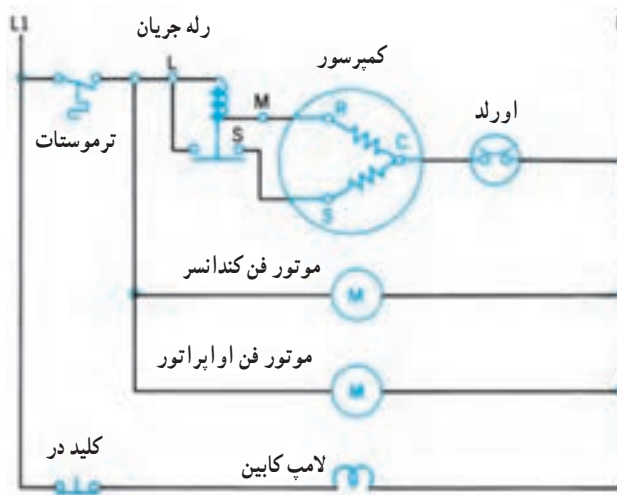 L1
رله جریان
کمپرسور
L
M
R
اورلد
ترموستات
S
C
S
موتور فن کندانسر
M
موتور فن اواپراتور
M
کلید در
لامپ کابین